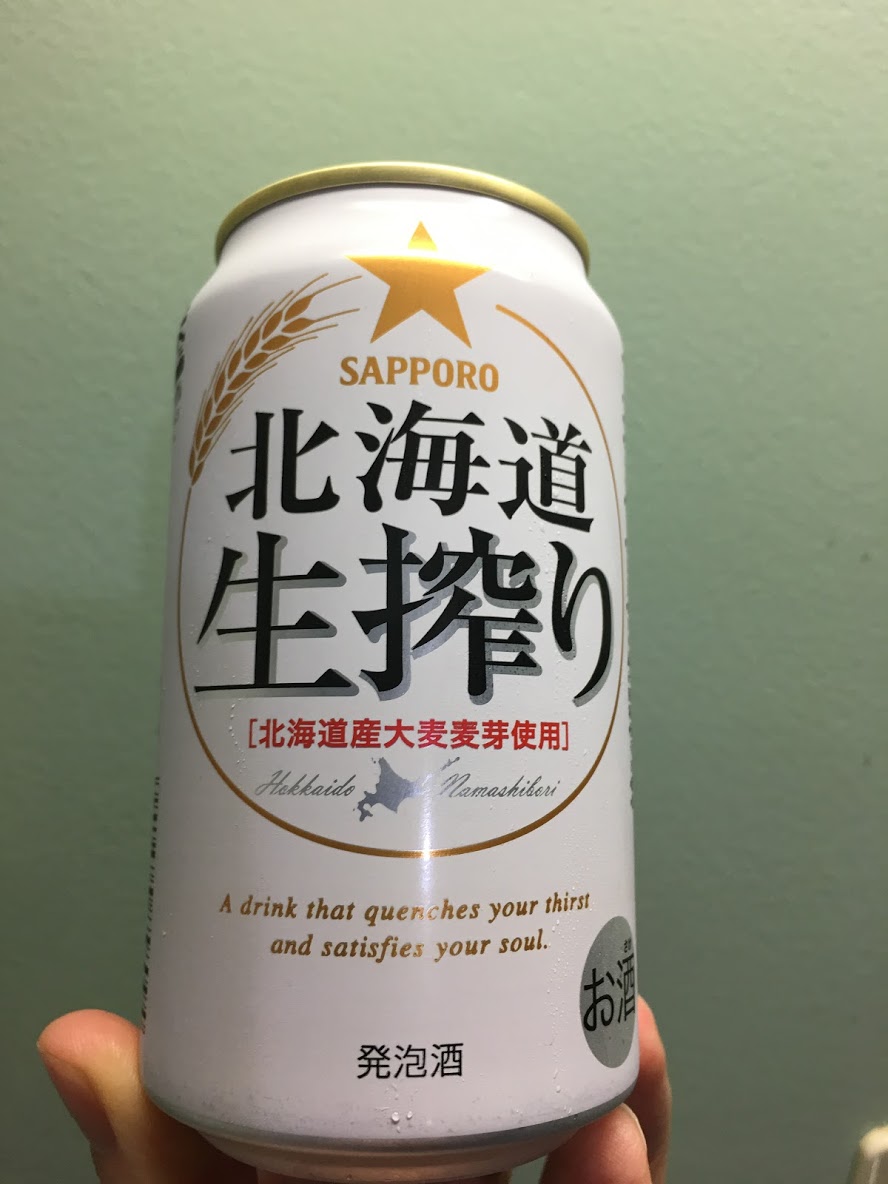 SAPPORO
北海道
生搾り
[北海道産大麦麦芽使用]
Hokkaido Namashibori
A drink that quenches your thirst
and satisfies your soul.
お酒
発泡酒